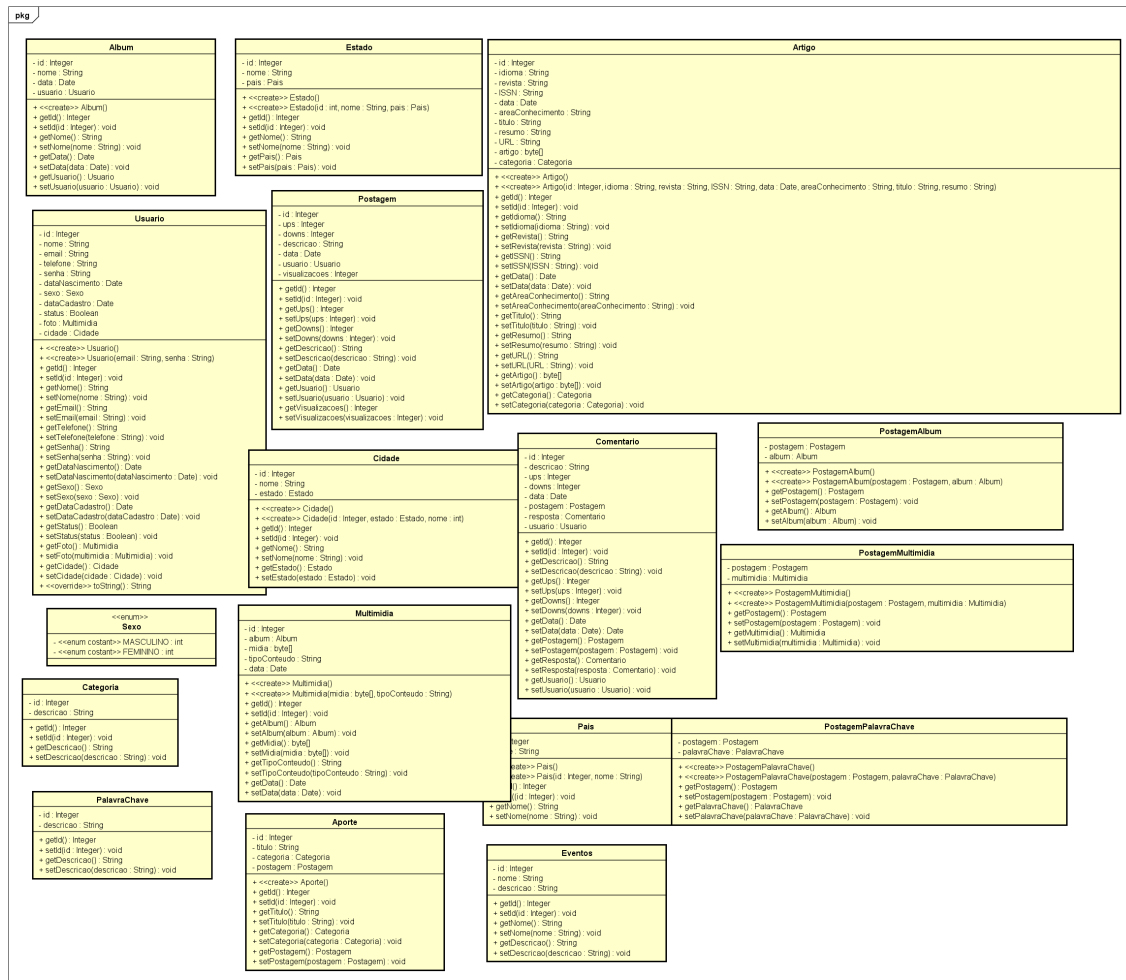 pkg
Album
- id : Integer
- nome : String
- data : Date
- usuario : Usuario
+ <<create>> Album()
+ getId() : Integer
+ setId(id : Integer) : void
+ getNome() : String
+ setNome(nome : String) : void
+ getData() : Date
+ setData(data : Date) : void
+ getUsuario() : Usuario
+ setUsuario(usuario : Usuario) : void
Estado
- id : Integer
- nome : String
- pais : Pais
+ <<create>> Estado()
+ <<create>> Estado(id : int, nome : String, pais : Pais)
+ getId() : Integer
+ setId(id : Integer) : void
+ getNome() : String
+ setNome(nome : String) : void
+ getPais() : Pais
+ setPais(pais : Pais) : void
Artigo
- id : Integer
- idioma : String
- revista : String
- ISSN : String
- data : Date
- areaConhecimento : String
- titulo : String
- resumo : String
- URL : String
- artigo : byte[]
- categoria : Categoria
+ <<create>> Artigo()
+ <<create>> Artigo(id : Integer, idioma : String, revista : String, ISSN : String, data : Date, areaConhecimento : String, titulo : String, resumo : String)
+ getId() : Integer
+ setId(id : Integer) : void
+ getIdioma() : String
+ setIdioma(idioma : String) : void
+ getRevista() : String
+ setRevista(revista : String) : void
+ getISSN() : String
+ setISSN(ISSN : String) : void
+ getData() : Date
+ setData(data : Date) : void
+ getAreaConhecimento() : String
+ setAreaConhecimento(areaConhecimento : String) : void
+ getTitulo() : String
+ setTitulo(titulo : String) : void
+ getResumo() : String
+ setResumo(resumo : String) : void
+ getURL() : String
+ setURL(URL : String) : void
+ getArtigo() : byte[]
+ setArtigo(artigo : byte[]) : void
+ getCategoria() : Categoria
+ setCategoria(categoria : Categoria) : void
Usuario
- id : Integer
- nome : String
- email : String
- telefone : String
- senha : String
- dataNascimento : Date
- sexo : Sexo
- dataCadastro : Date
- status : Boolean
- foto : Multimidia
- cidade : Cidade
+ <<create>> Usuario()
+ <<create>> Usuario(email : String, senha : String)
+ getId() : Integer
+ setId(id : Integer) : void
+ getNome() : String
+ setNome(nome : String) : void
+ getEmail() : String
+ setEmail(email : String) : void
+ getTelefone() : String
+ setTelefone(telefone : String) : void
+ getSenha() : String
+ setSenha(senha : String) : void
+ getDataNascimento() : Date
+ setDataNascimento(dataNascimento : Date) : void
+ getSexo() : Sexo
+ setSexo(sexo : Sexo) : void
+ getDataCadastro() : Date
+ setDataCadastro(dataCadastro : Date) : void
+ getStatus() : Boolean
+ setStatus(status : Boolean) : void
+ getFoto() : Multimidia
+ setFoto(multimidia : Multimidia) : void
+ getCidade() : Cidade
+ setCidade(cidade : Cidade) : void
+ <<override>> toString() : String
Postagem
- id : Integer
- ups : Integer
- downs : Integer
- descricao : String
- data : Date
- usuario : Usuario
- visualizacoes : Integer
+ getId() : Integer
+ setId(id : Integer) : void
+ getUps() : Integer
+ setUps(ups : Integer) : void
+ getDowns() : Integer
+ setDowns(downs : Integer) : void
+ getDescricao() : String
+ setDescricao(descricao : String) : void
+ getData() : Date
+ setData(data : Date) : void
+ getUsuario() : Usuario
+ setUsuario(usuario : Usuario) : void
+ getVisualizacoes() : Integer
+ setVisualizacoes(visualizacoes : Integer) : void
Cidade
- id : Integer
- nome : String
- estado : Estado
+ <<create>> Cidade()
+ <<create>> Cidade(id : Integer, estado : Estado, nome : int)
+ getId() : Integer
+ setId(id : Integer) : void
+ getNome() : String
+ setNome(nome : String) : void
+ getEstado() : Estado
+ setEstado(estado : Estado) : void
Comentario
- id : Integer
- descricao : String
- ups : Integer
- downs : Integer
- data : Date
- postagem : Postagem
- resposta : Comentario
- usuario : Usuario
+ getId() : Integer
+ setId(id : Integer) : void
+ getDescricao() : String
+ setDescricao(descricao : String) : void
+ getUps() : Integer
+ setUps(ups : Integer) : void
+ getDowns() : Integer
+ setDowns(downs : Integer) : void
+ getData() : Date
+ setData(data : Date) : Date
+ getPostagem() : Postagem
+ setPostagem(postagem : Postagem) : void
+ getResposta() : Comentario
+ setResposta(resposta : Comentario) : void
+ getUsuario() : Usuario
+ setUsuario(usuario : Usuario) : void
PostagemAlbum
- postagem : Postagem
- album : Album
+ <<create>> PostagemAlbum()
+ <<create>> PostagemAlbum(postagem : Postagem, album : Album)
+ getPostagem() : Postagem
+ setPostagem(postagem : Postagem) : void
+ getAlbum() : Album
+ setAlbum(album : Album) : void
PostagemMultimidia
- postagem : Postagem
- multimidia : Multimidia
+ <<create>> PostagemMultimidia()
+ <<create>> PostagemMultimidia(postagem : Postagem, multimidia : Multimidia)
+ getPostagem() : Postagem
+ setPostagem(postagem : Postagem) : void
+ getMultimidia() : Multimidia
+ setMultimidia(multimidia : Multimidia) : void
<<enum>>
Sexo
- <<enum costant>> MASCULINO : int
- <<enum costant>> FEMININO : int
Multimidia
- id : Integer
- album : Album
- midia : byte[]
- tipoConteudo : String
- data : Date
+ <<create>> Multimidia()
+ <<create>> Multimidia(midia : byte[], tipoConteudo : String)
+ getId() : Integer
+ setId(id : Integer) : void
+ getAlbum() : Album
+ setAlbum(album : Album) : void
+ getMidia() : byte[]
+ setMidia(midia : byte[]) : void
+ getTipoConteudo() : String
+ setTipoConteudo(tipoConteudo : String) : void
+ getData() : Date
+ setData(data : Date) : void
Categoria
- id : Integer
- descricao : String
+ getId() : Integer
+ setId(id : Integer) : void
+ getDescricao() : String
+ setDescricao(descricao : String) : void
Pais
: String
Pais()
Pais(id : Integer, nome : String)
: Integer
(id : Integer) : void
+ getNome() : String
+ setNome(nome : String) : void
PostagemPalavraChave
- postagem : Postagem
- palavraChave : PalavraChave
+ <<create>> PostagemPalavraChave()
+ <<create>> PostagemPalavraChave(postagem : Postagem, palavraChave : PalavraChave)
+ getPostagem() : Postagem
+ setPostagem(postagem : Postagem) : void
+ getPalavraChave() : PalavraChave
+ setPalavraChave(palavraChave : PalavraChave) : void
PalavraChave
- id : Integer
- descricao : String
+ getId() : Integer
+ setId(id : Integer) : void
+ getDescricao() : String
+ setDescricao(descricao : String) : void
Aporte
- id : Integer
- titulo : String
- categoria : Categoria
- postagem : Postagem
+ <<create>> Aporte()
+ getId() : Integer
+ setId(id : Integer) : void
+ getTitulo() : String
+ setTitulo(titulo : String) : void
+ getCategoria() : Categoria
+ setCategoria(categoria : Categoria) : void
+ getPostagem() : Postagem
+ setPostagem(postagem : Postagem) : void
Eventos
- id : Integer
- nome : String
- descricao : String
+ getId() : Integer
+ setId(id : Integer) : void
+ getNome() : String
+ setNome(nome : String) : void
+ getDescricao() : String
+ setDescricao(descricao : String) : void